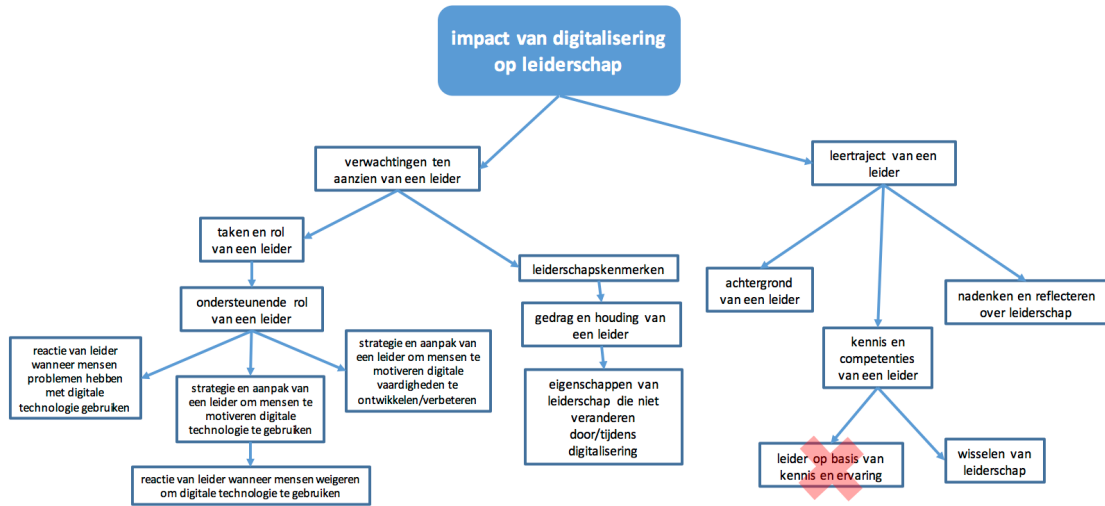 impact van digitalisering
op leiderschap
verwachtingen ten
aanzien van een leider
leertraject van een
leider
taken en rol
van een leider
leiderschapskenmerken
achtergrond
van een leider
nadenken en reflecteren
over leiderschap
ondersteunende rol
van een leider
gedrag en houding van
een leider
kennis en
competenties
van een leider
reactie van leider
wanneer mensen
problemen hebben
met digitale
technologie gebruiken
strategie en aanpak van
een leider om mensen te
motiveren digitale
technologie te gebruiken
strategie en aanpak van
een leider om mensen te
motiveren digitale
vaardigheden te
ontwikkelen/verbeteren
eigenschappen van
leiderschap die niet
veranderen
door/tijdens
digitalisering
leider op basis van
kennis en ervaring
wisselen van
leiderschap
reactie van leider wanneer mensen weigeren
om digitale technologie te gebruiken